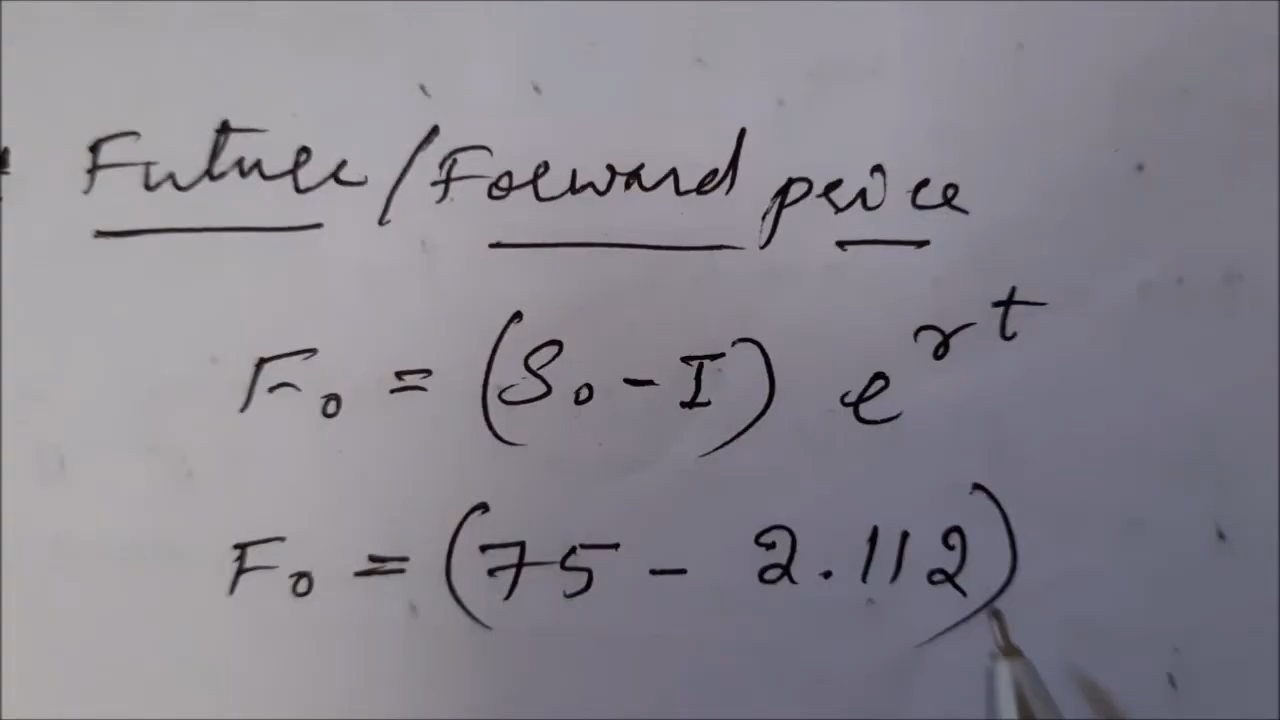 Future/Forward price
F₀ = (S₀ - I) e^rt
F₀ = (75 - 2.112)